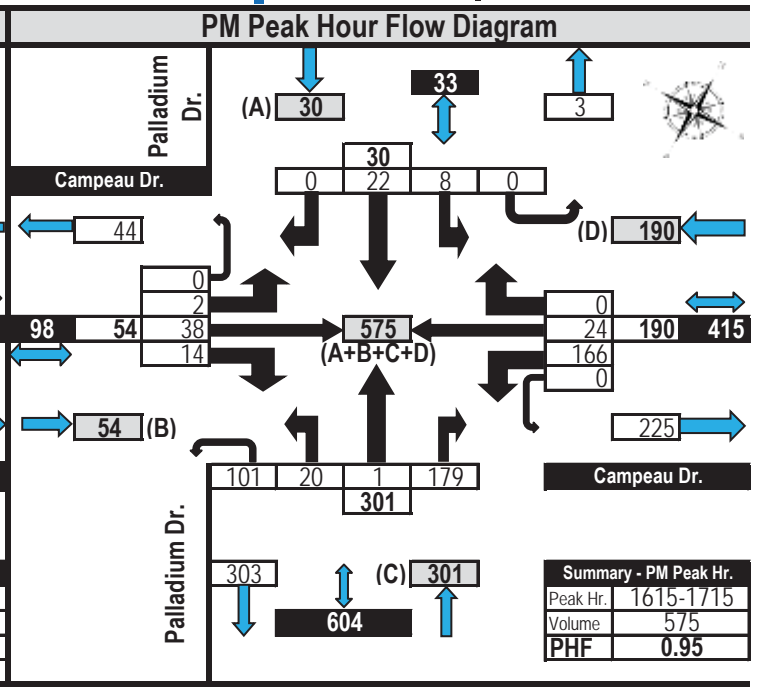 PM Peak Hour Flow Diagram
Palladium
Dr.
(A) 30
33
3
30
Campeau Dr.
0 22 8 0
44
(D) 190
0
2
98 54 38
14
575
(A+B+C+D)
0
24 190 415
166
0
54 (B)
225
101 20 1 179
301
Campeau Dr.
Palladium Dr.
303
(C) 301
604
Summary - PM Peak Hr.
Peak Hr. 1615-1715
Volume 575
PHF 0.95